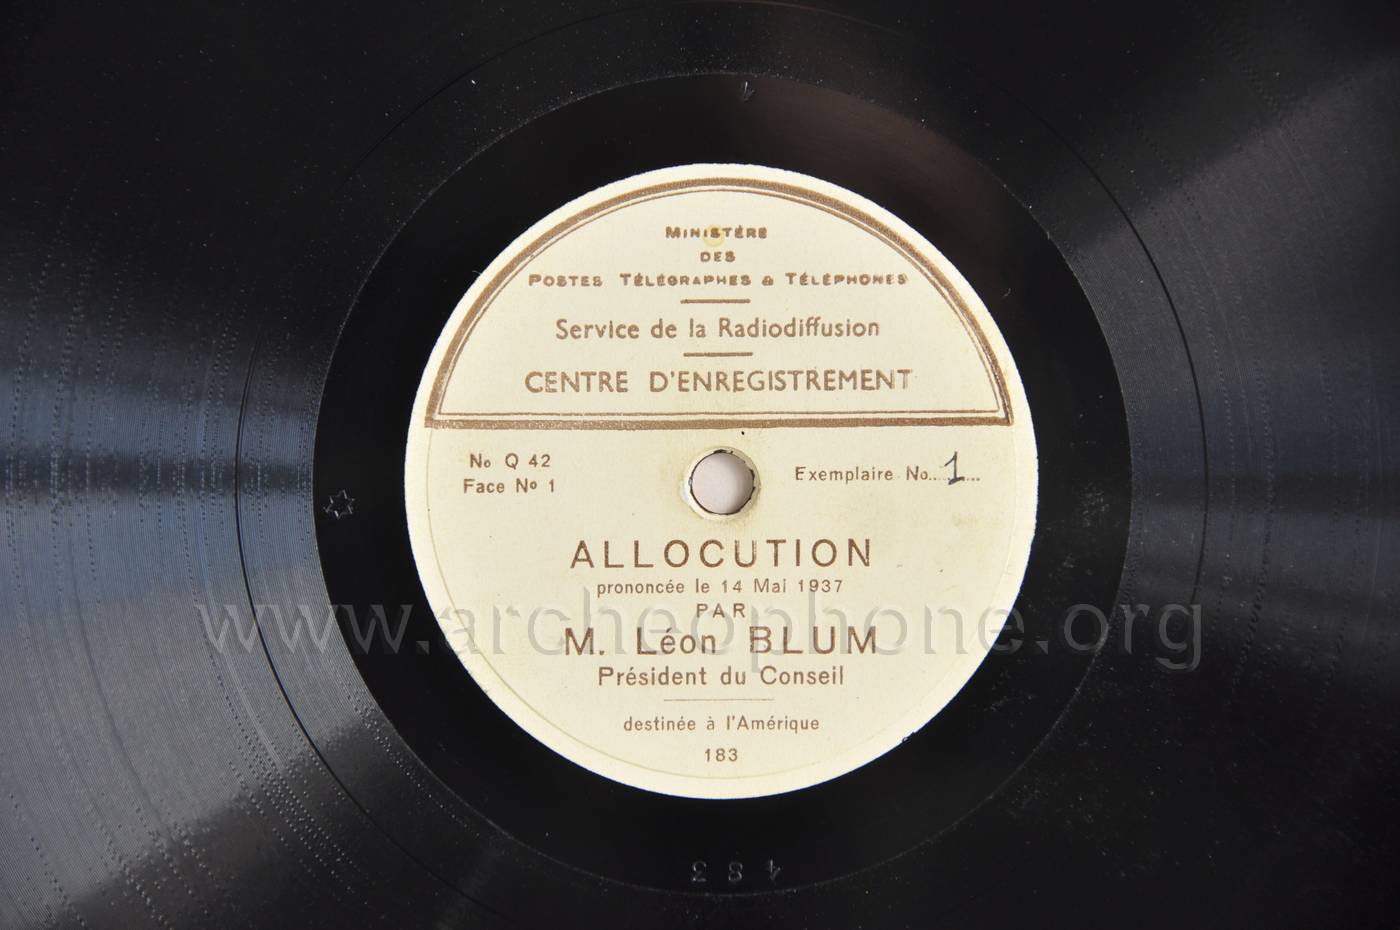 MINISTÈRE
DES
POSTES TÉLÉGRAPHES & TÉLÉPHONES
Service de la Radiodiffusion
CENTRE D'ENREGISTREMENT
No Q 42
Face No 1
Exemplaire No....1....
ALLOCUTION
prononcée le 14 Mai 1937
PAR
M. Léon BLUM
Président du Conseil
destinée à l'Amérique
183
www.archeophone.org